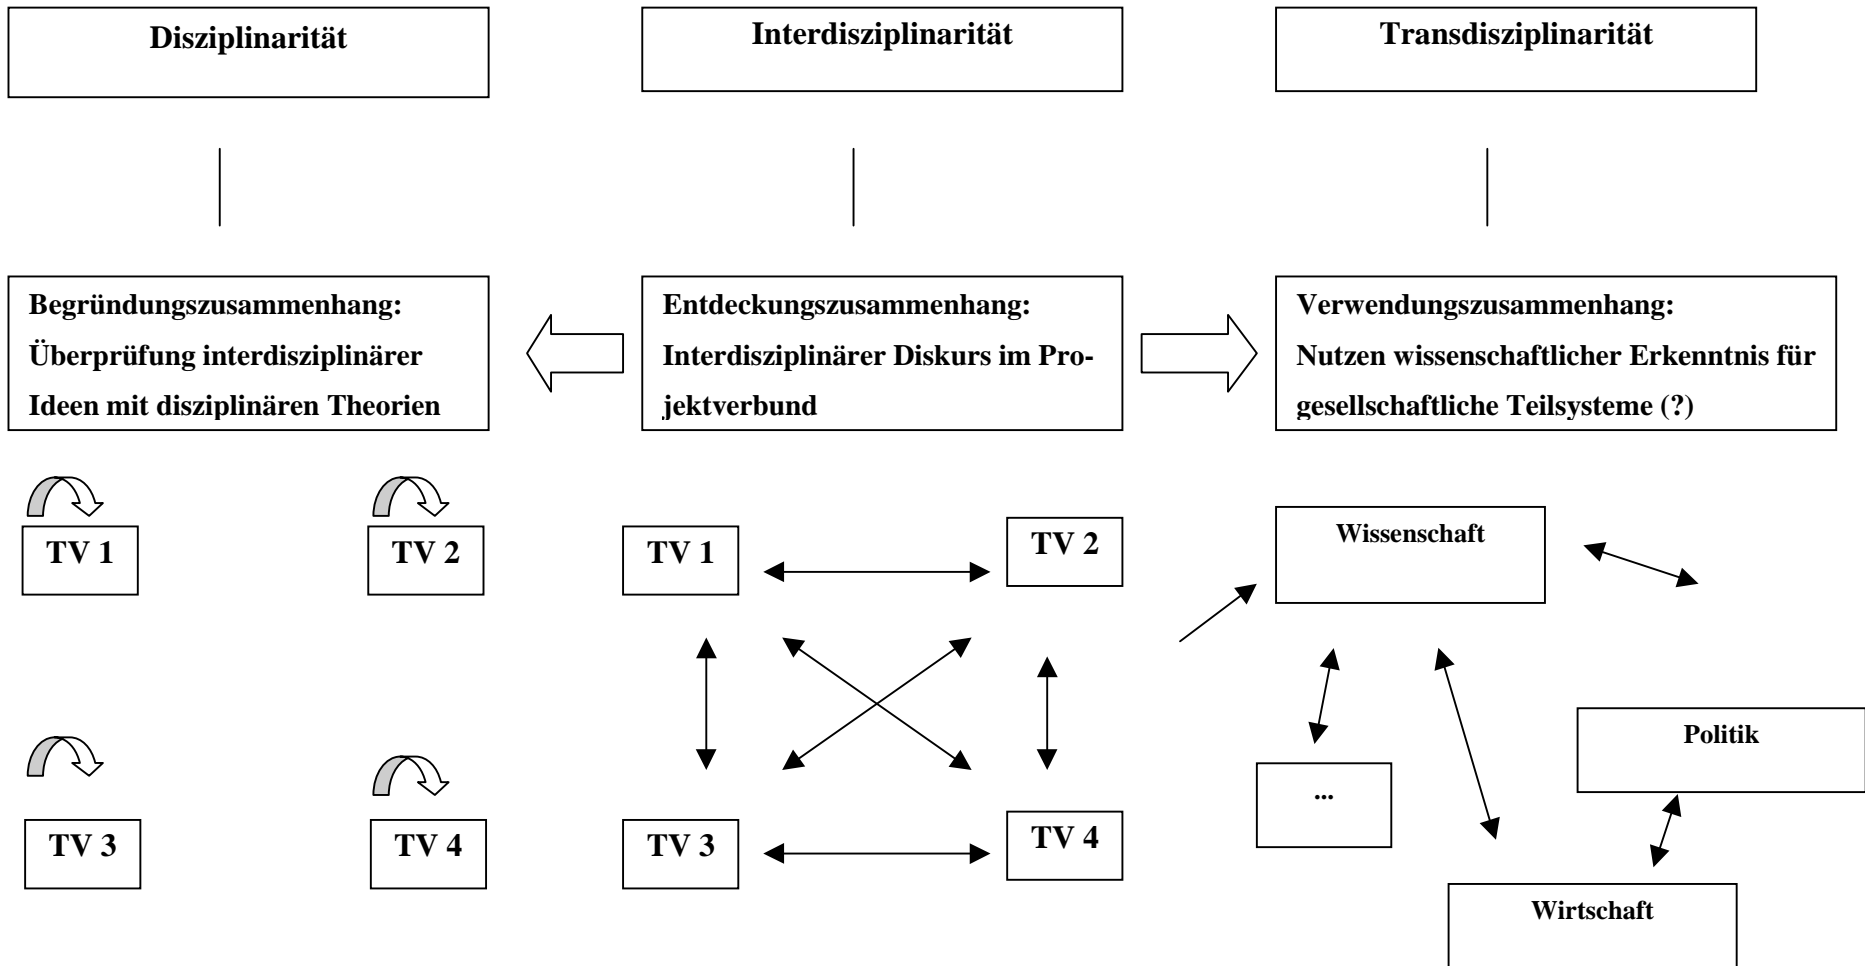 Disziplinarität
Interdisziplinarität
Transdisziplinarität
Begründungszusammenhang:
Überprüfung interdisziplinärer
Ideen mit disziplinären Theorien
Entdeckungszusammenhang:
Interdisziplinärer Diskurs im Pro-
jektverbund
Verwendungszusammenhang:
Nutzen wissenschaftlicher Erkenntnis für
gesellschaftliche Teilsysteme (?)
TV 1
TV 2
TV 3
TV 4
TV 1
TV 2
TV 3
TV 4
Wissenschaft
Politik
...
Wirtschaft